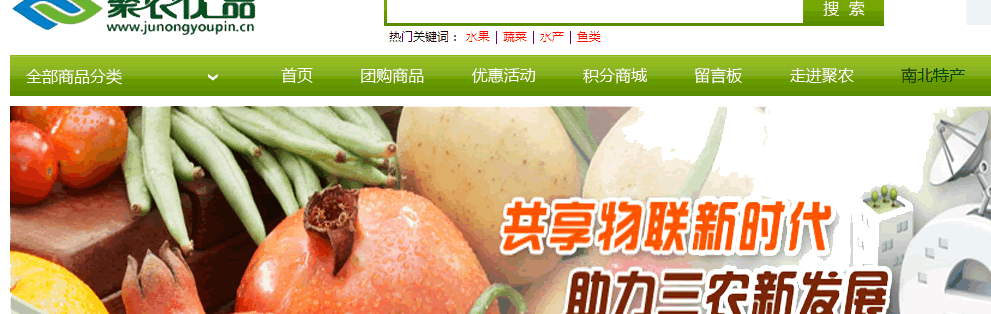 聚农优品
www.junongyoupin.cn
搜 索
热门关键词： 水果 | 蔬菜 | 水产 | 鱼类
全部商品分类 首页 团购商品 优惠活动 积分商城 留言板 走进聚农 南北特产
共享物联新时代
助力三农新发展